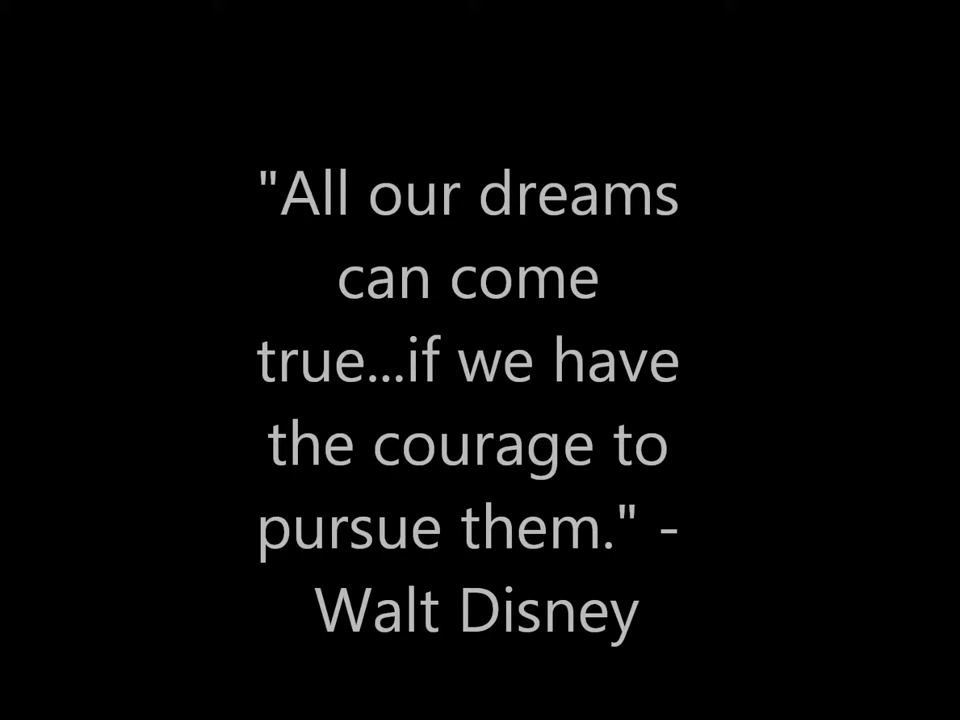 "All our dreams
can come
true...if we have
the courage to
pursue them." -
Walt Disney